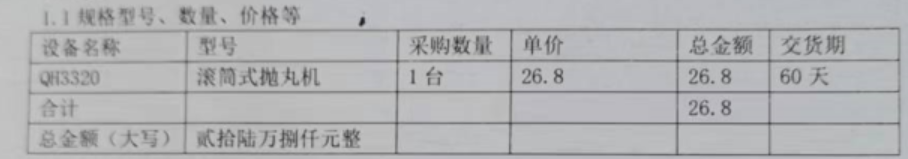 1.1 规格型号、数量、价格等
设备名称 型号 采购数量 单价 总金额 交货期
QH3320 滚筒式抛丸机 1 台 26.8 26.8 60 天
合计 26.8
总金额（大写） 贰拾陆万捌仟元整